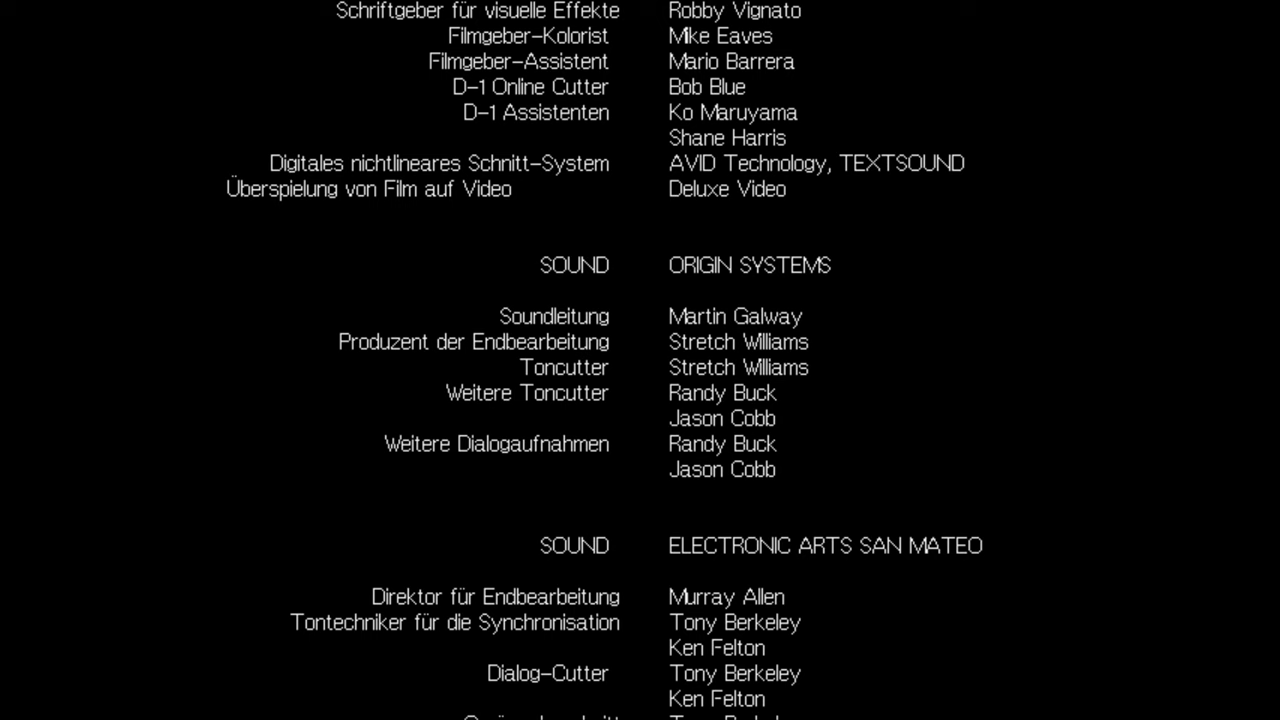 Schriftgeber für visuelle Effekte Robby Vignato
Filmgeber-Kolorist Mike Eaves
Filmgeber-Assistent Mario Barrera
D-1 Online Cutter Bob Blue
D-1 Assistenten Ko Maruyama
Shane Harris
Digitales nichtlineares Schnitt-System AVID Technology, TEXTSOUND
Überspielung von Film auf Video Deluxe Video
SOUND ORIGIN SYSTEMS
Soundleitung Martin Galway
Produzent der Endbearbeitung Stretch Williams
Toncutter Stretch Williams
Weitere Toncutter Randy Buck
Jason Cobb
Weitere Dialogaufnahmen Randy Buck
Jason Cobb
SOUND ELECTRONIC ARTS SAN MATEO
Direktor für Endbearbeitung Murray Allen
Tontechniker für die Synchronisation Tony Berkeley
Ken Felton
Dialog-Cutter Tony Berkeley
Ken Felton